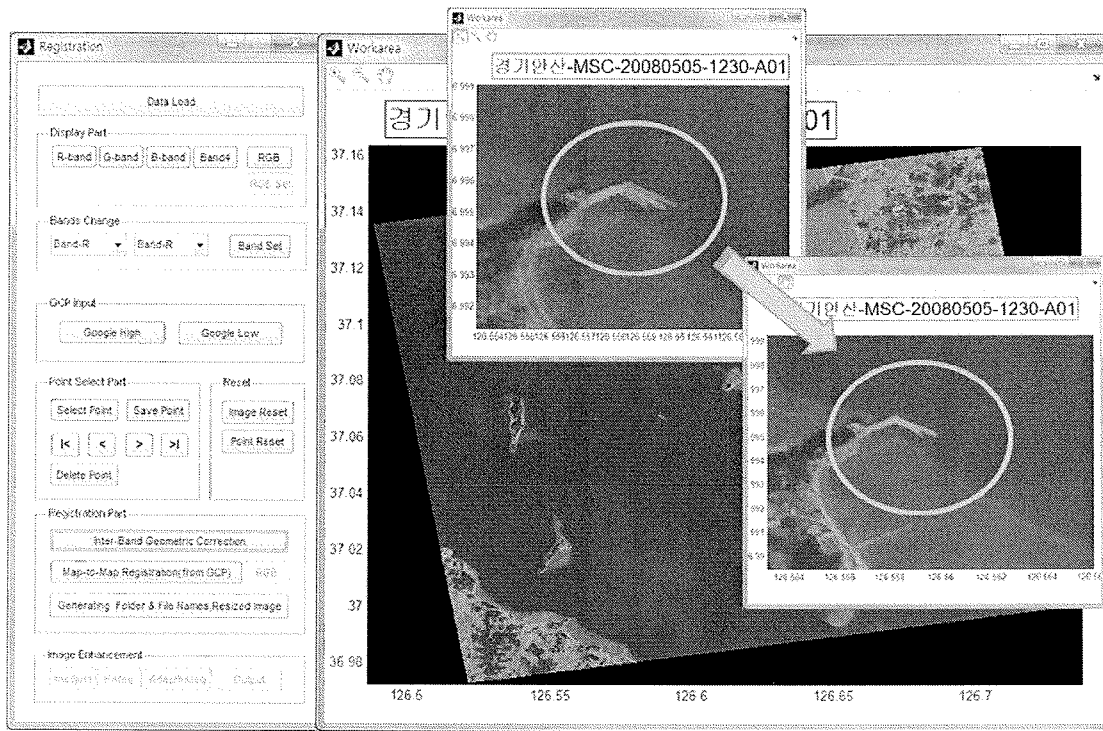 Registration
Data Load
Display Part
R-band G-band B-band Band4 RGB
RGB Set
Bands Change
Band-R Band-R Band Set
GCP Input
Google High Google Low
Point Select Part
Select Point Save Point
|< < > >|
Delete Point
Reset
Image Reset
Point Reset
Registration Part
Inter-Band Geometric Correction
Map-to-Map Registration(from GCP) RGB
Generating Folder & File Names,Resized Image
Image Enhancement
Output
Workarea
경기
01
37.16
37.14
37.12
37.1
37.08
37.06
37.04
37.02
37
36.98
126.5 126.55 126.6 126.65 126.7
Workarea
경기안산-MSC-20080505-1230-A01
Workarea
기안산-MSC-20080505-1230-A01